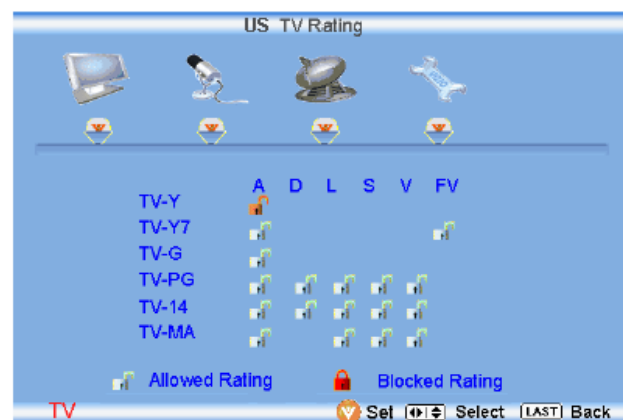 US TV Rating
A D L S V FV
TV-Y
TV-Y7
TV-G
TV-PG
TV-14
TV-MA
Allowed Rating Blocked Rating
TV Set Select LAST Back